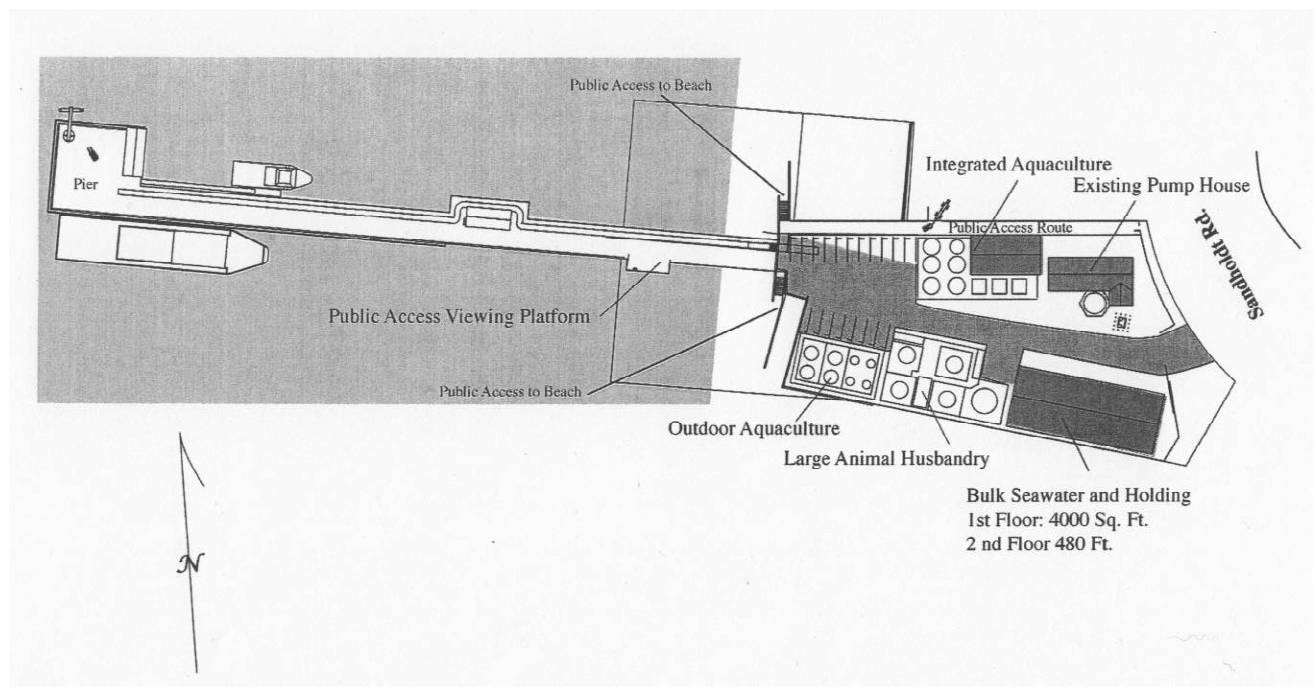 Public Access to Beach
Integrated Aquaculture
Existing Pump House
Pier
Public Access Route
Sandholdt Rd.
Public Access Viewing Platform
Public Access to Beach
Outdoor Aquaculture
Large Animal Husbandry
Bulk Seawater and Holding
1st Floor: 4000 Sq. Ft.
2 nd Floor 480 Ft.
N